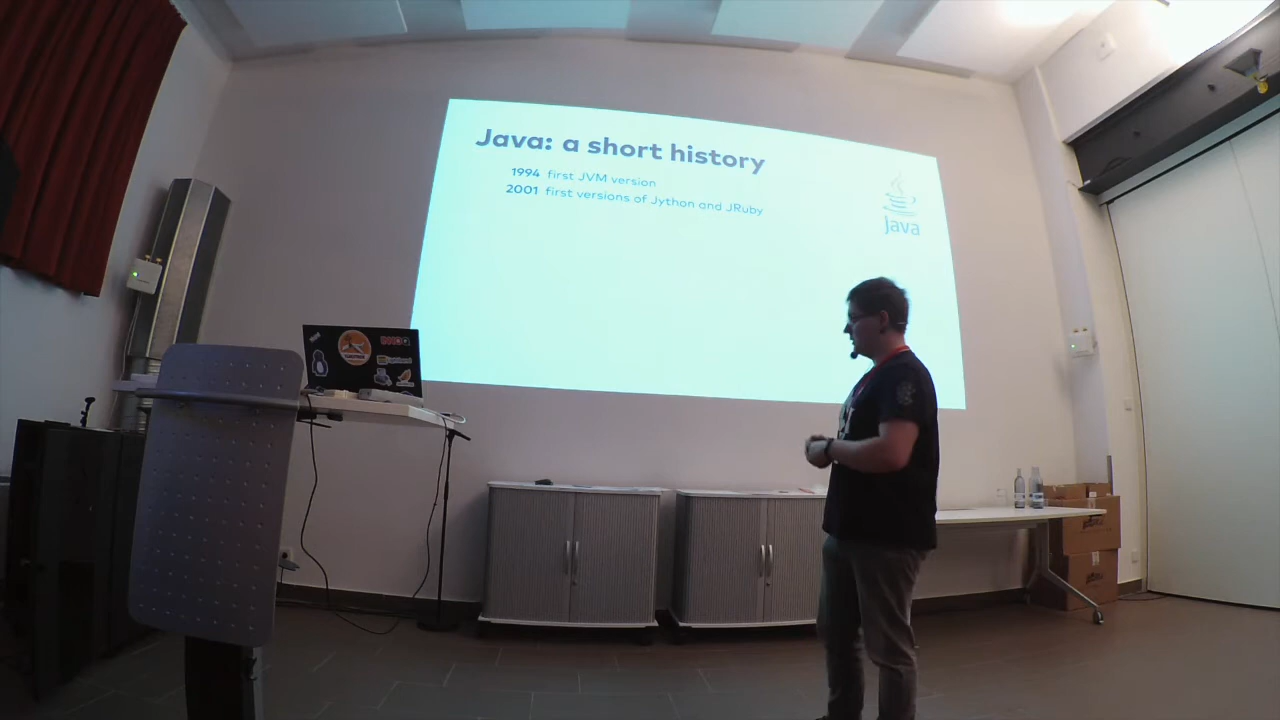 Java: a short history
1994 first JVM version
2001 first versions of Jython and JRuby
Java